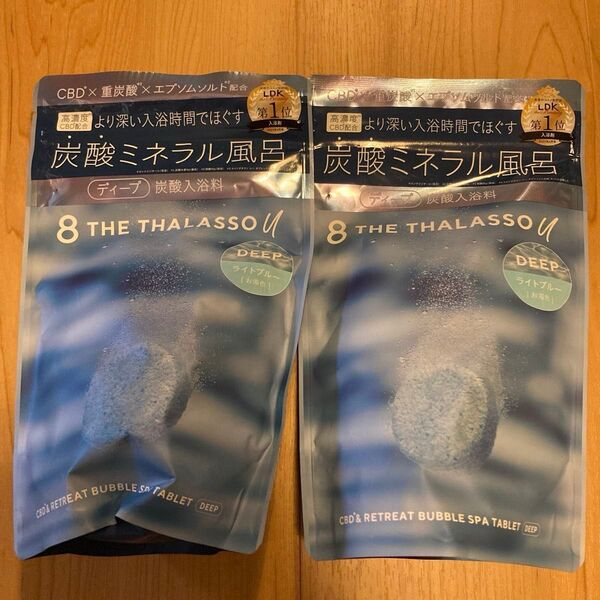 CBD*×重炭酸*×エプソムソルト配合
LDK
第1位
入浴剤
高濃度
CBD配合
より深い入浴時間でほぐす
炭酸ミネラル風呂
ディープ 炭酸入浴料
8 THE THALASSO U
DEEP
ライトブルー
[お湯色]
CBD*& RETREAT BUBBLE SPA TABLET DEEP
CBD*×重炭酸*×エプソムソルト配合
LDK
第1位
入浴剤
高濃度
CBD配合
より深い入浴時間でほぐす
炭酸ミネラル風呂
ディープ 炭酸入浴料
8 THE THALASSO U
DEEP
ライトブルー
[お湯色]
CBD*& RETREAT BUBBLE SPA TABLET DEEP